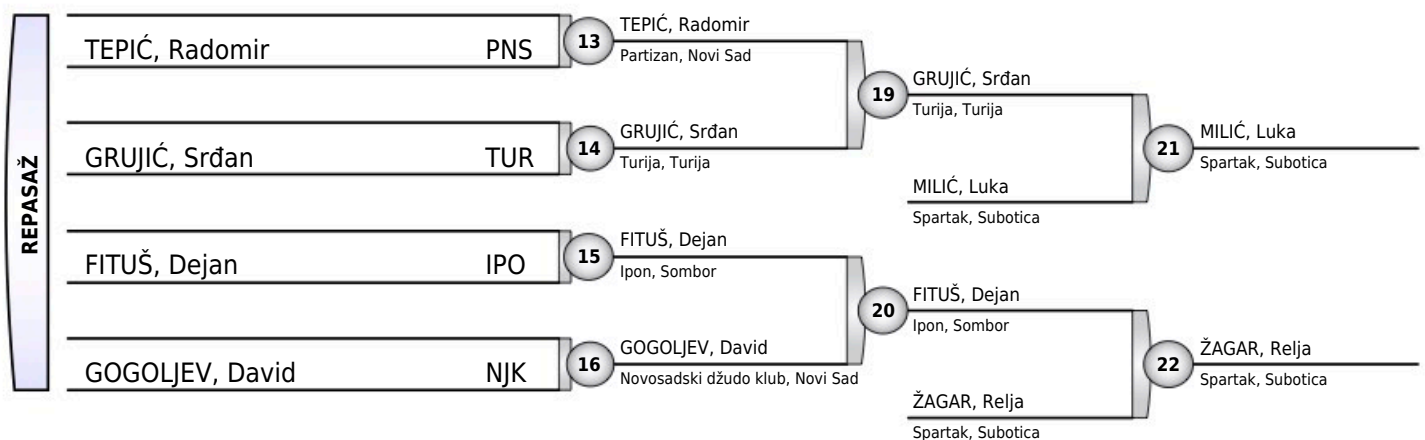 REPASAŽ
TEPIĆ, Radomir PNS
13
TEPIĆ, Radomir
Partizan, Novi Sad
GRUJIĆ, Srđan TUR
14
GRUJIĆ, Srđan
Turija, Turija
19
GRUJIĆ, Srđan
Turija, Turija
MILIĆ, Luka
Spartak, Subotica
21
MILIĆ, Luka
Spartak, Subotica
FITUŠ, Dejan IPO
15
FITUŠ, Dejan
Ipon, Sombor
GOGOLJEV, David NJK
16
GOGOLJEV, David
Novosadski džudo klub, Novi Sad
20
FITUŠ, Dejan
Ipon, Sombor
ŽAGAR, Relja
Spartak, Subotica
22
ŽAGAR, Relja
Spartak, Subotica